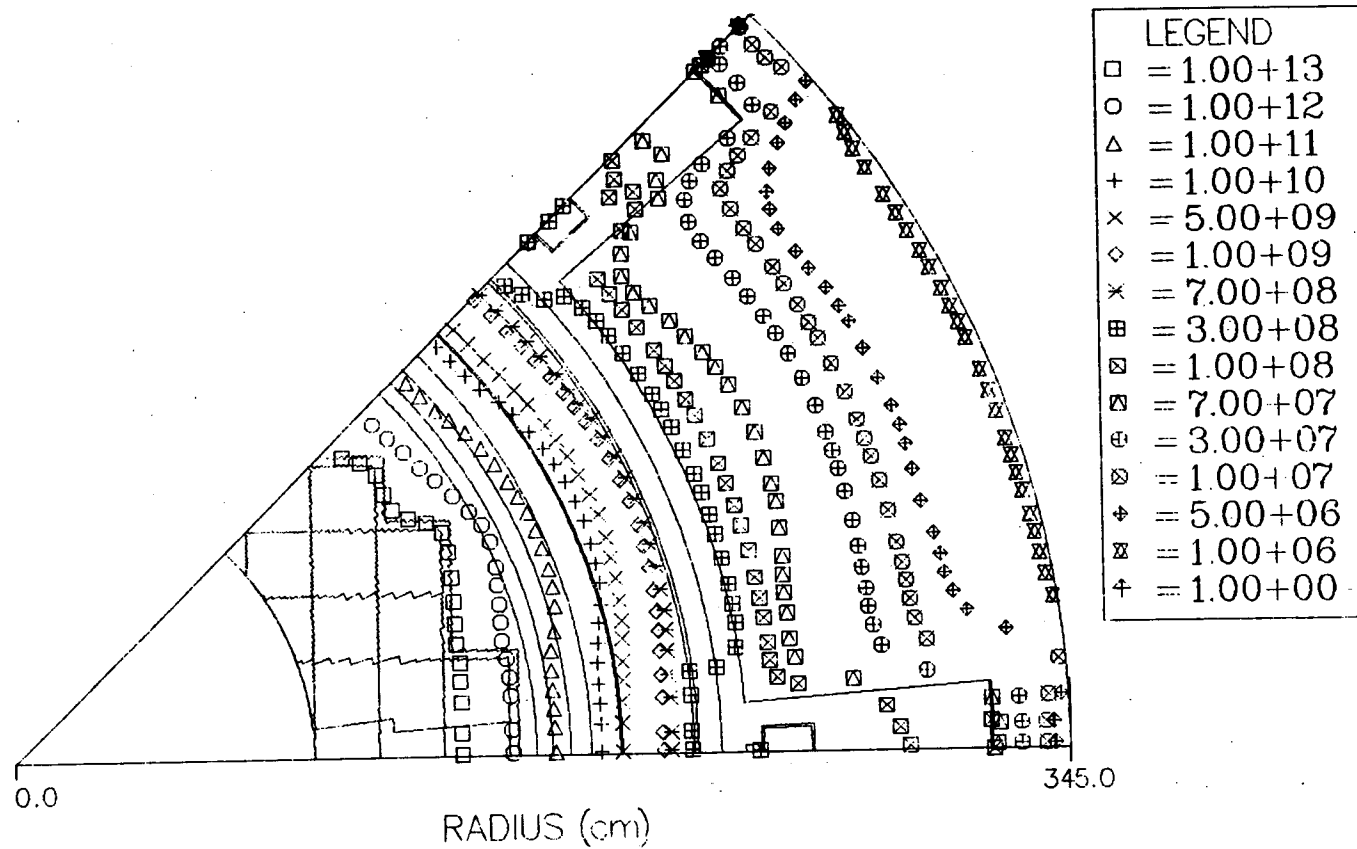 LEGEND
□ = 1.00+13
○ = 1.00+12
△ = 1.00+11
+ = 1.00+10
× = 5.00+09
◇ = 1.00+09
= 7.00+08
⊞ = 3.00+08
⊠ = 1.00+08
= 7.00+07
⊕ = 3.00+07
⊗ = 1.00+07
= 5.00+06
= 1.00+06
= 1.00+00
0.0
345.0
RADIUS (cm)